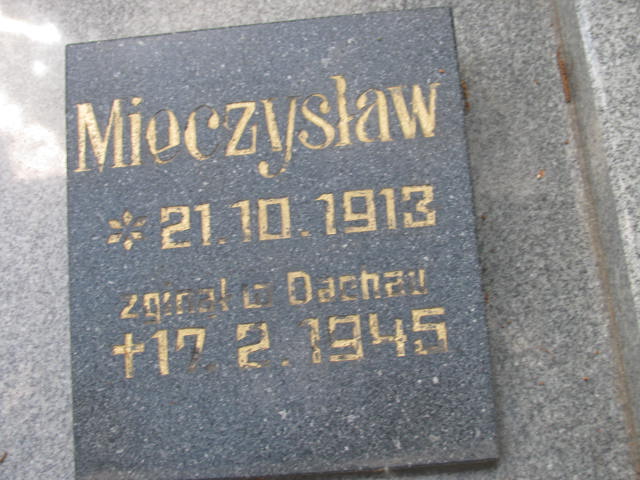 Mieczysław
* 21.10.1913
zginął w Dachau
† 17.2.1945